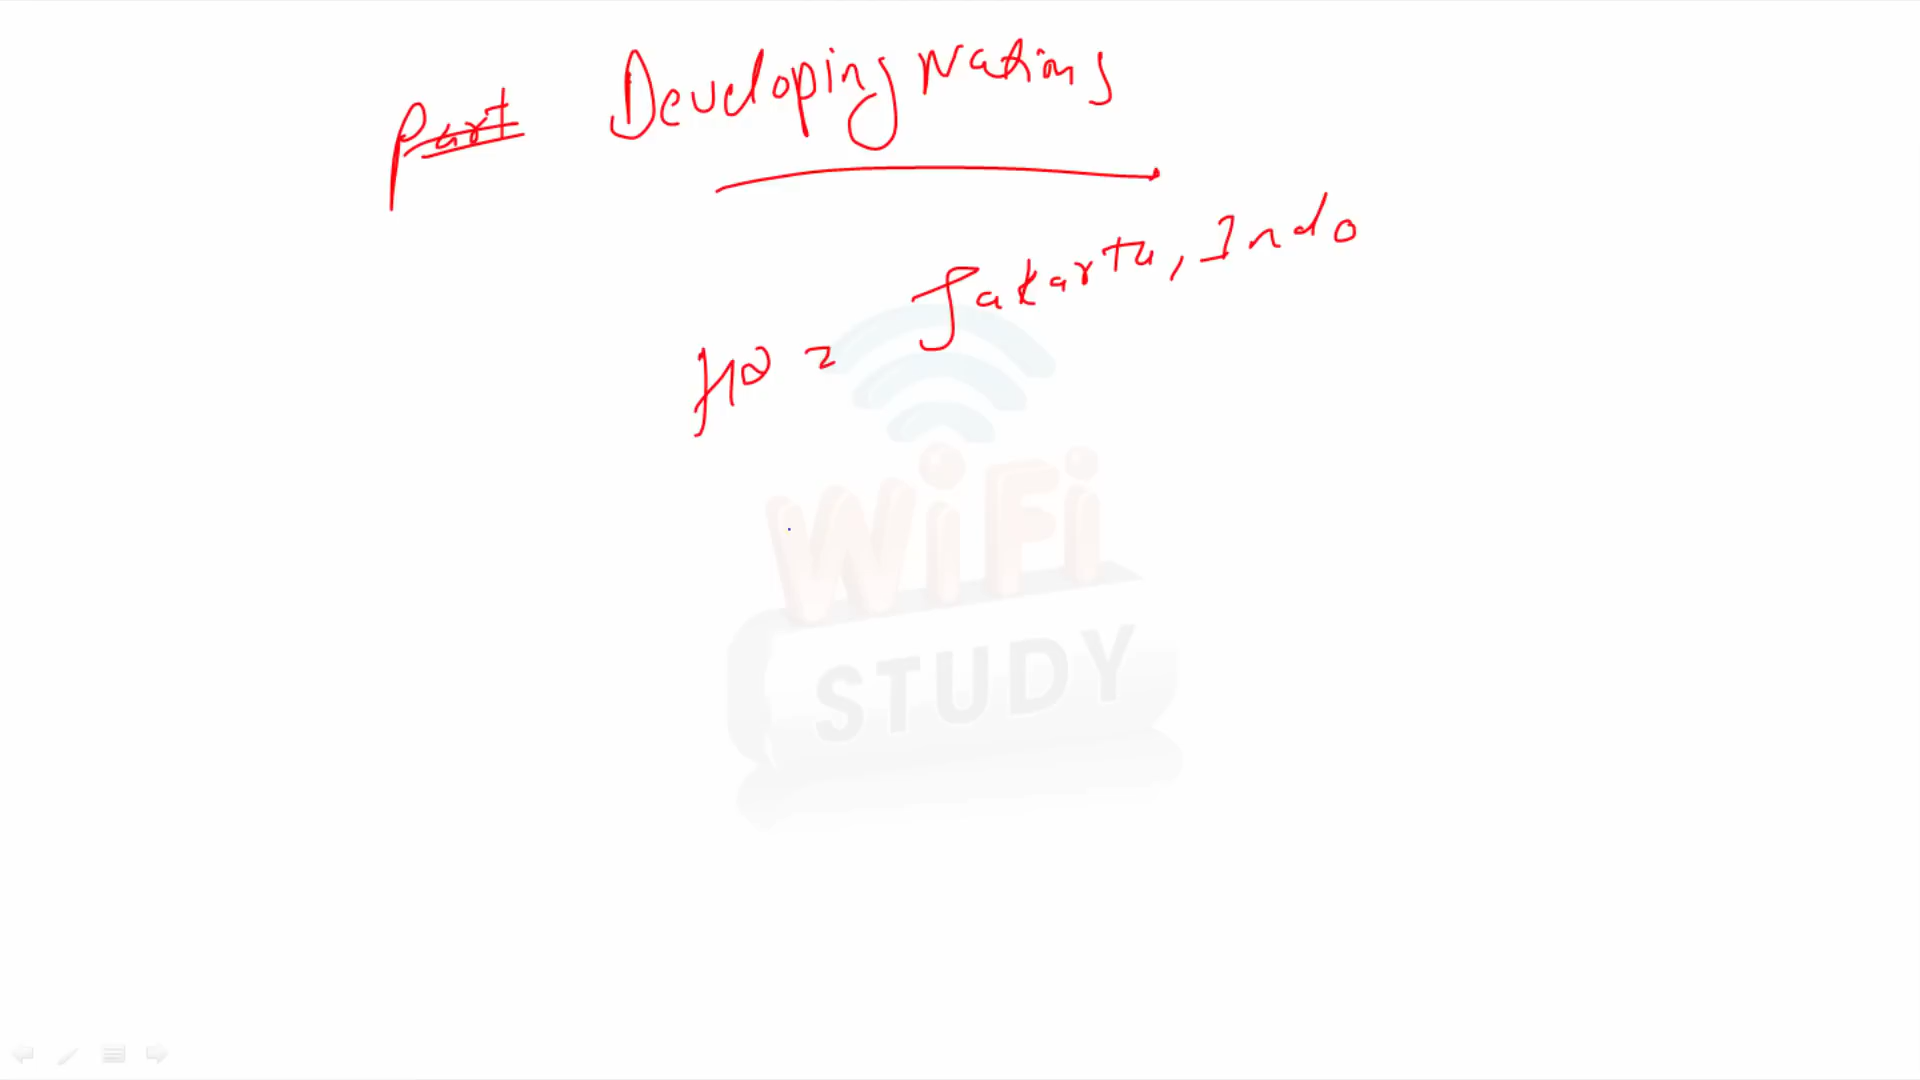 Part Developing Nations
HQ = Jakarta, Indo
WiFi
STUDY